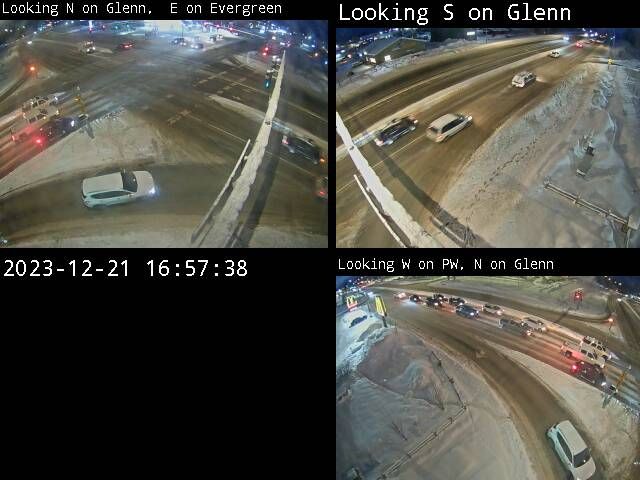 Looking N on Glenn, E on Evergreen
Looking S on Glenn
2023-12-21 16:57:38
Looking W on PW, N on Glenn